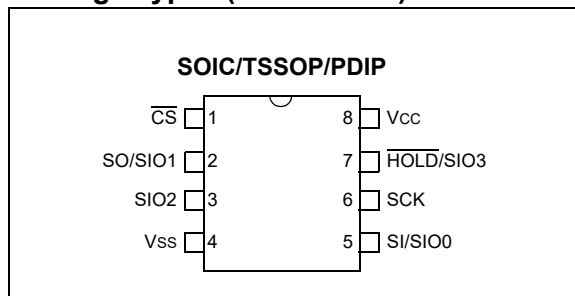 SOIC/TSSOP/PDIP
CS 1 8 Vcc
SO/SIO1 2 7 HOLD/SIO3
SIO2 3 6 SCK
Vss 4 5 SI/SIO0